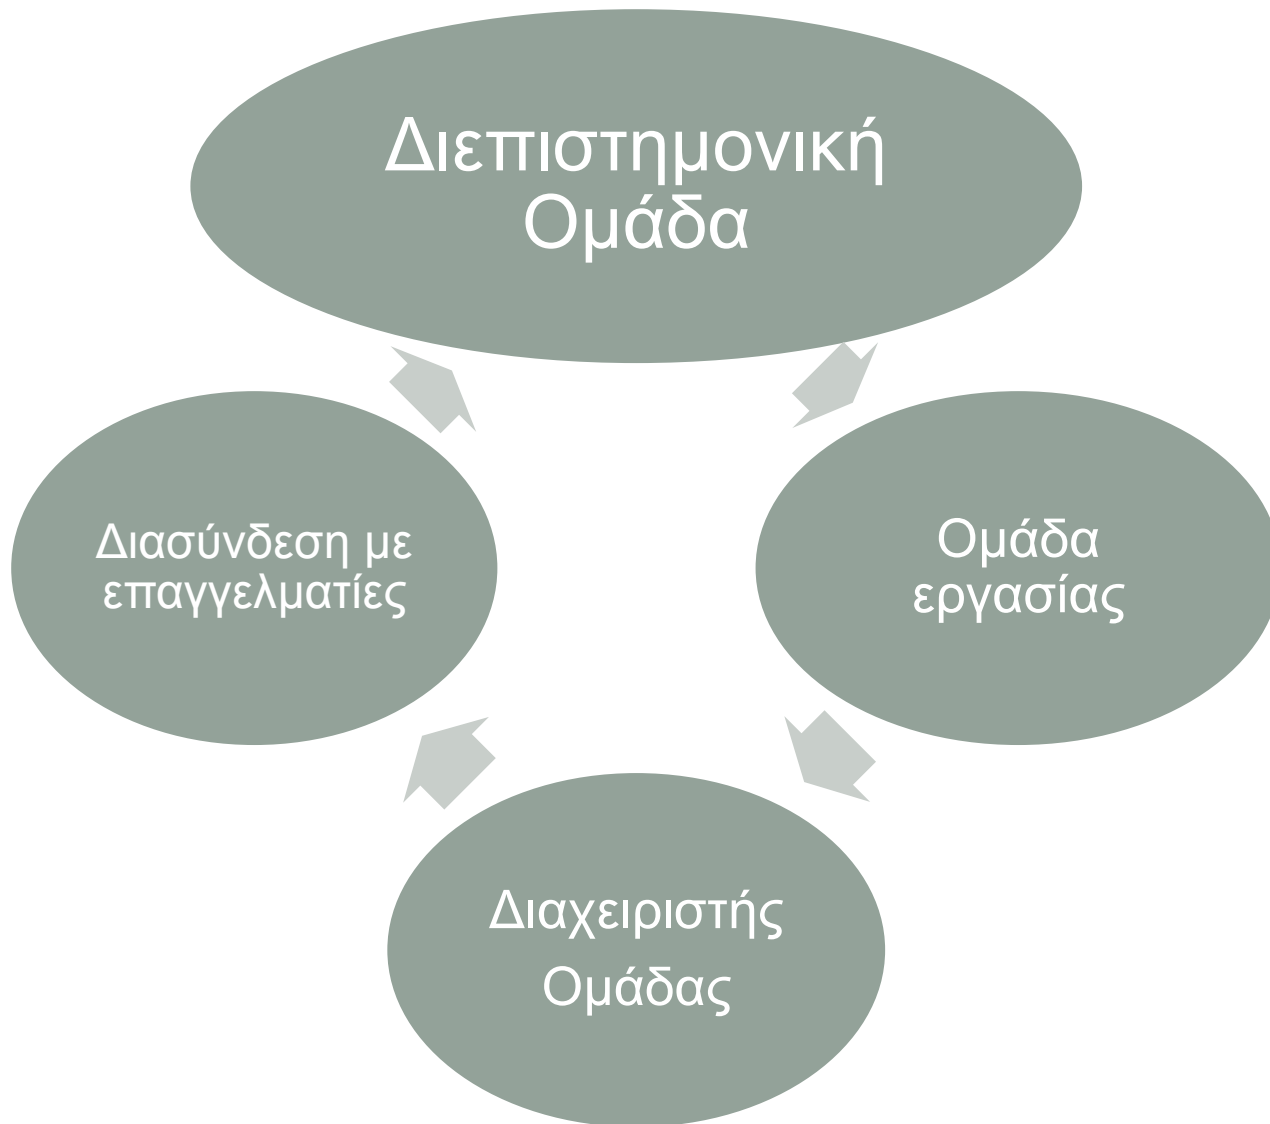 Διεπιστημονική
Ομάδα
Διασύνδεση με
επαγγελματίες
Ομάδα
εργασίας
Διαχειριστής
Ομάδας